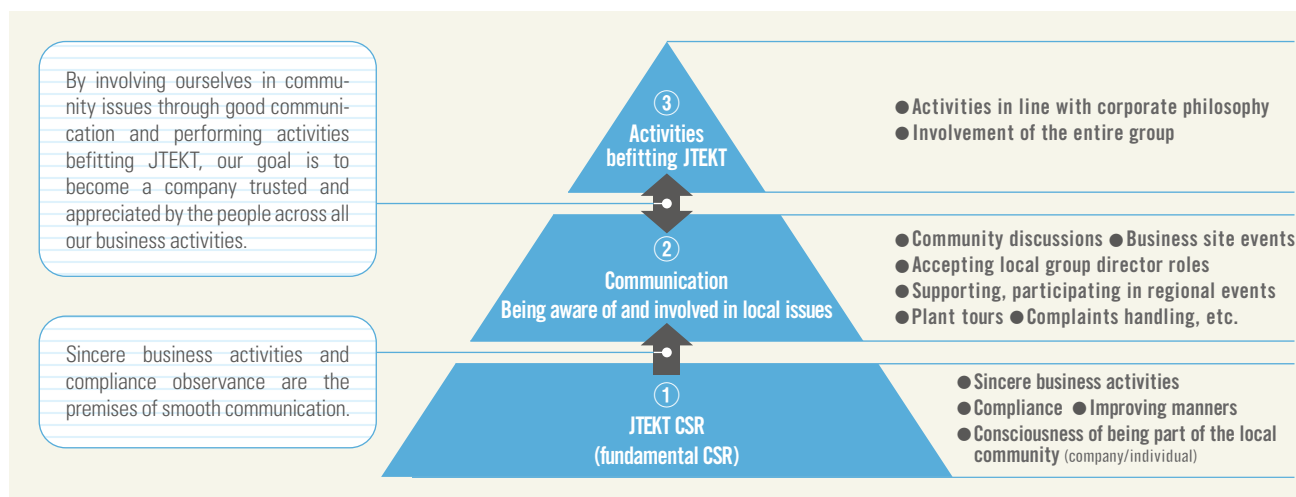 By involving ourselves in commu-
nity issues through good communi-
cation and performing activities
befitting JTEKT, our goal is to
become a company trusted and
appreciated by the people across all
our business activities.
Sincere business activities and
compliance observance are the
premises of smooth communication.
③
Activities
befitting JTEKT
②
Communication
Being aware of and involved in local issues
①
JTEKT CSR
(fundamental CSR)
●Activities in line with corporate philosophy
●Involvement of the entire group
●Community discussions ●Business site events
●Accepting local group director roles
●Supporting, participating in regional events
●Plant tours ●Complaints handling, etc.
●Sincere business activities
●Compliance ●Improving manners
●Consciousness of being part of the local
community (company/individual)